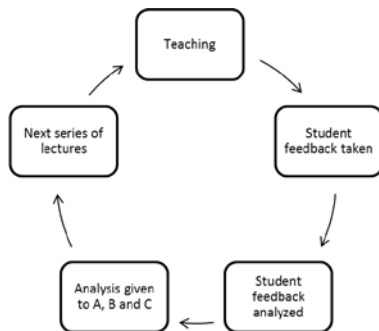 Teaching
Student
feedback taken
Student
feedback analyzed
Analysis given
to A, B and C
Next series of
lectures